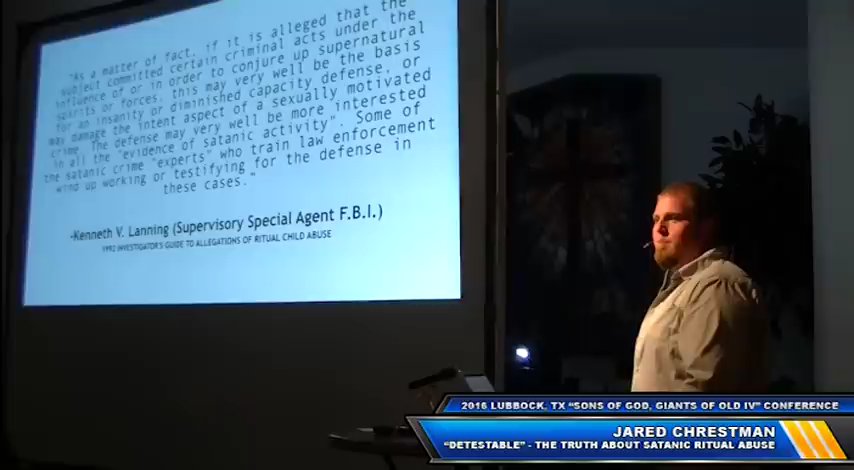 "As a matter of fact, if it is alleged that the
subject committed certain criminal acts under the
influence of or in order to conjure up supernatural
spirits or forces, this may very well be the basis
for an insanity or diminished capacity defense, or
may damage the intent aspect of a sexually motivated
crime. The defense may very well be more interested
in all the "evidence of satanic activity". Some of
the satanic crime "experts" who train law enforcement
wind up working or testifying for the defense in
these cases."
-Kenneth V. Lanning (Supervisory Special Agent F.B.I.)
1992 INVESTIGATOR'S GUIDE TO ALLEGATIONS OF RITUAL CHILD ABUSE
2016 LUBBOCK, TX "SONS OF GOD, GIANTS OF OLD IV" CONFERENCE
JARED CHRESTMAN
"DETESTABLE" - THE TRUTH ABOUT SATANIC RITUAL ABUSE